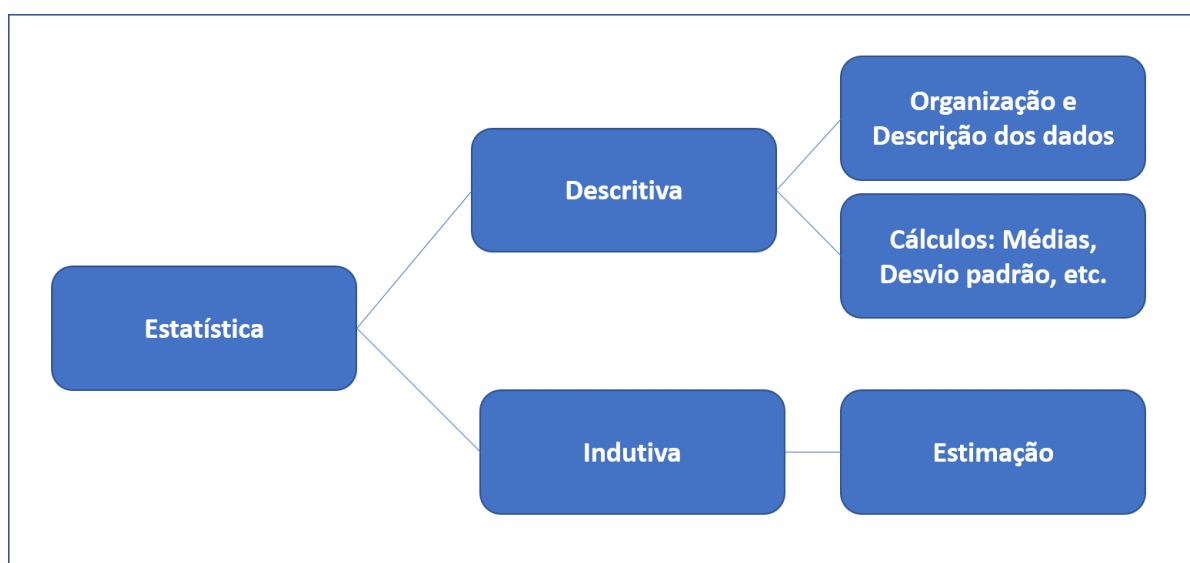 Estatística
Descritiva
Organização e
Descrição dos dados
Cálculos: Médias,
Desvio padrão, etc.
Indutiva
Estimação